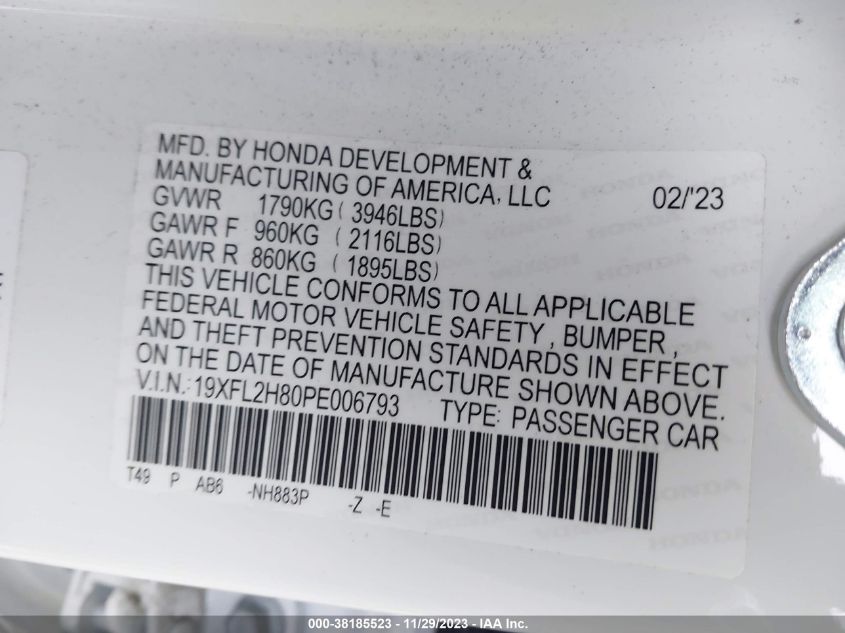 MFD. BY HONDA DEVELOPMENT &
MANUFACTURING OF AMERICA, LLC 02/'23
GVWR 1790KG ( 3946LBS)
GAWR F 960KG ( 2116LBS)
GAWR R 860KG ( 1895LBS)
THIS VEHICLE CONFORMS TO ALL APPLICABLE
FEDERAL MOTOR VEHICLE SAFETY, BUMPER,
AND THEFT PREVENTION STANDARDS IN EFFECT
ON THE DATE OF MANUFACTURE SHOWN ABOVE.
V.I.N.: 19XFL2H80PE006793 TYPE: PASSENGER CAR
T49 P AB6 -NH883P -Z -E
000-38185523 - 11/29/2023 - IAA Inc.